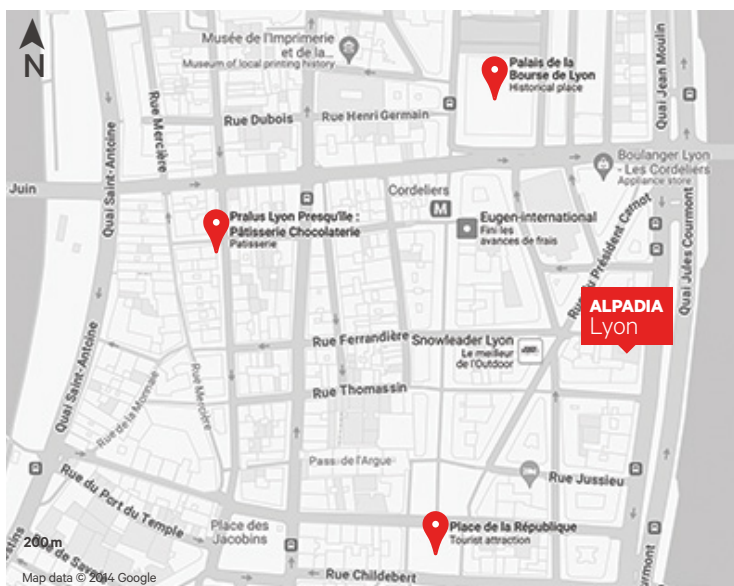 N
Musée de l'Imprimerie
et de la...
Museum of local printing history
Palais de la
Bourse de Lyon
Historical place
Quai Jean Moulin
Rue Mercière
Rue Dubois
Rue Henri Germain
Quai Saint-Antoine
Juin
Boulanger Lyon
- Les Cordeliers
Appliance store
Cordeliers
M
Pralus Lyon Presqu'île :
Pâtisserie Chocolaterie
Patisserie
Eugen-international
Fini les
avances de frais
Rue du Président Carnot
Quai Jules Courmont
ALPADIA
Lyon
Rue Ferrandière
Snowleader Lyon
Le meilleur
de l'Outdoor
Quai Saint-Antoine
Rue de la Monnaie
Rue Mercière
Rue Thomassin
Pass. de l'Argue
Rue Jussieu
Rue du Port du Temple
Place des
Jacobins
Place de la République
Tourist attraction
200m
Rue Childebert
Map data © 2014 Google